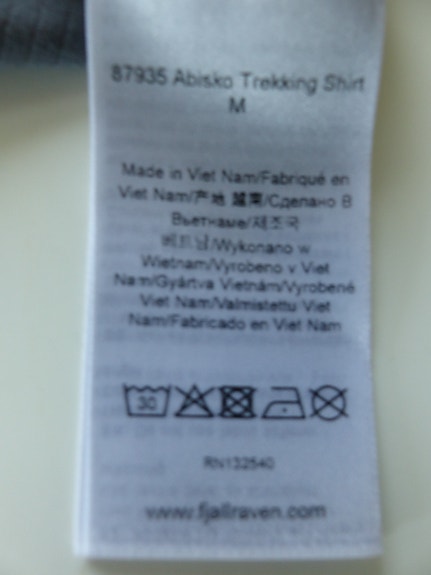 87935 Abisko Trekking Shirt
M
Made in Viet Nam/Fabriqué en
Viet Nam/产地 越南/Сделано В
Вьетнаме/제조국
베트남/Wykonano w
Wietnam/Vyrobeno v Viet
Nam/Gyártva Vietnám/Vyrobené
Viet Nam/Valmistettu Viet
Nam/Fabricado en Viet Nam
30
RN132540
www.fjallraven.com